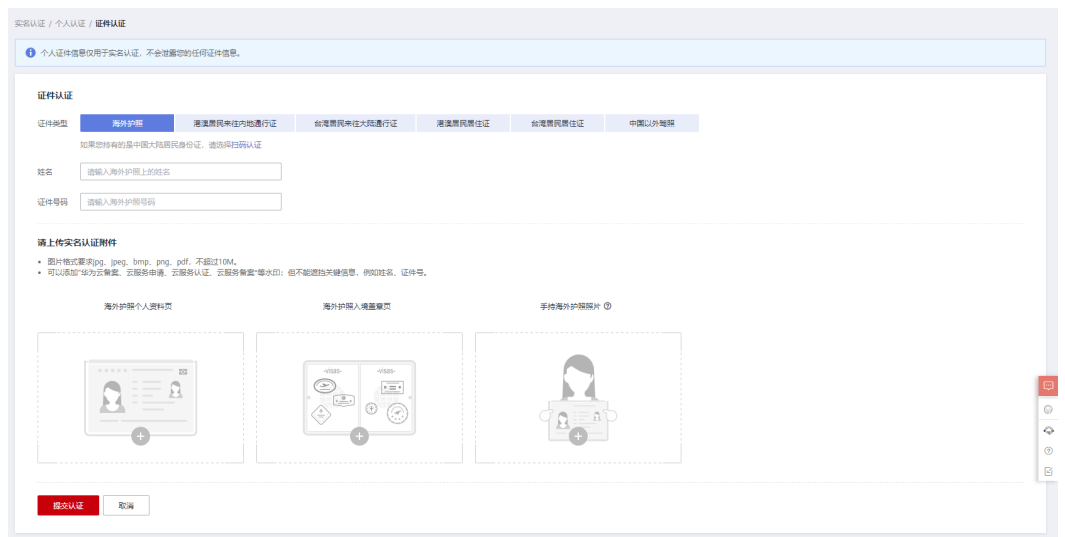 实名认证 / 个人认证 / 证件认证
个人证件信息仅用于实名认证，不会泄露您的任何证件信息。
证件认证
证件类型 海外护照 港澳居民来往内地通行证 台湾居民来往大陆通行证 港澳居民居住证 台湾居民居住证 中国以外驾照
如果您持有的是中国大陆居民身份证，请选择扫码认证
姓名 请输入海外护照上的姓名
证件号码 请输入海外护照号码
请上传实名认证附件
• 图片格式要求jpg、jpeg、bmp、png、pdf，不超过10M。
• 可以添加“华为云备案、云服务申请、云服务认证、云服务备案”等水印；但不能遮挡关键信息，例如姓名、证件号。
海外护照个人资料页 海外护照入境盖章页 手持海外护照照片
-VISAS- -VISAS-
提交认证 取消